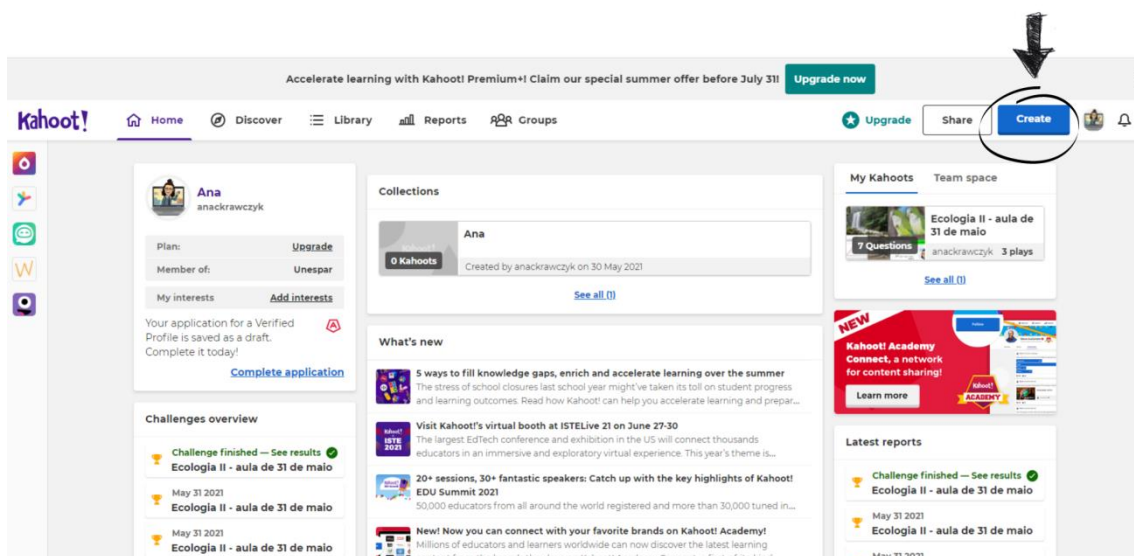 Accelerate learning with Kahoot! Premium+! Claim our special summer offer before July 31!
Upgrade now
Kahoot!
Home
Discover
Library
Reports
Groups
Upgrade
Share
Create
Ana
anackrawczyk
Plan:
Upgrade
Member of:
Unespar
My interests
Add interests
Your application for a Verified
Profile is saved as a draft.
Complete it today!
Complete application
Challenges overview
Challenge finished — See results
Ecologia II - aula de 31 de maio
May 31 2021
Ecologia II - aula de 31 de maio
May 31 2021
Ecologia II - aula de 31 de maio
Collections
0 Kahoots
Ana
Created by anackrawczyk on 30 May 2021
See all (1)
What's new
5 ways to fill knowledge gaps, enrich and accelerate learning over the summer
The stress of school closures last school year might've taken its toll on student progress
and learning outcomes. Read how Kahoot! can help you accelerate learning and prepar...
Kahoot!
ISTE
2021
Visit Kahoot!'s virtual booth at ISTELive 21 on June 27-30
The largest EdTech conference and exhibition in the US will connect thousands
educators in an immersive and exploratory virtual experience. This year's theme is...
20+ sessions, 30+ fantastic speakers: Catch up with the key highlights of Kahoot!
EDU Summit 2021
50,000 educators from all around the world registered and more than 30,000 tuned in...
New! Now you can connect with your favorite brands on Kahoot! Academy!
Millions of educators and learners worldwide can now discover the latest learning
My Kahoots
Team space
7 Questions
Ecologia II - aula de
31 de maio
anackrawczyk
3 plays
See all (1)
NEW
Kahoot! Academy
Connect, a network
for content sharing!
Learn more
Kahoot!
ACADEMY
Latest reports
Challenge finished — See results
Ecologia II - aula de 31 de maio
May 31 2021
Ecologia II - aula de 31 de maio
May 31 2021